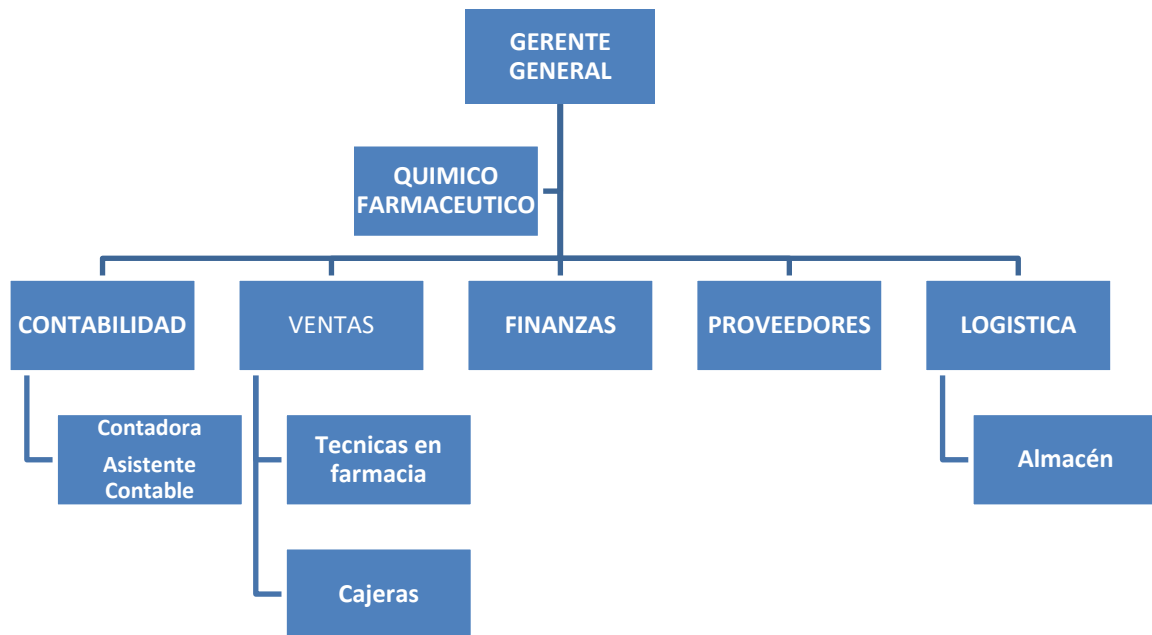 GERENTE
GENERAL
QUIMICO
FARMACEUTICO
CONTABILIDAD
VENTAS
FINANZAS
PROVEEDORES
LOGISTICA
Contadora
Asistente
Contable
Tecnicas en
farmacia
Almacén
Cajeras